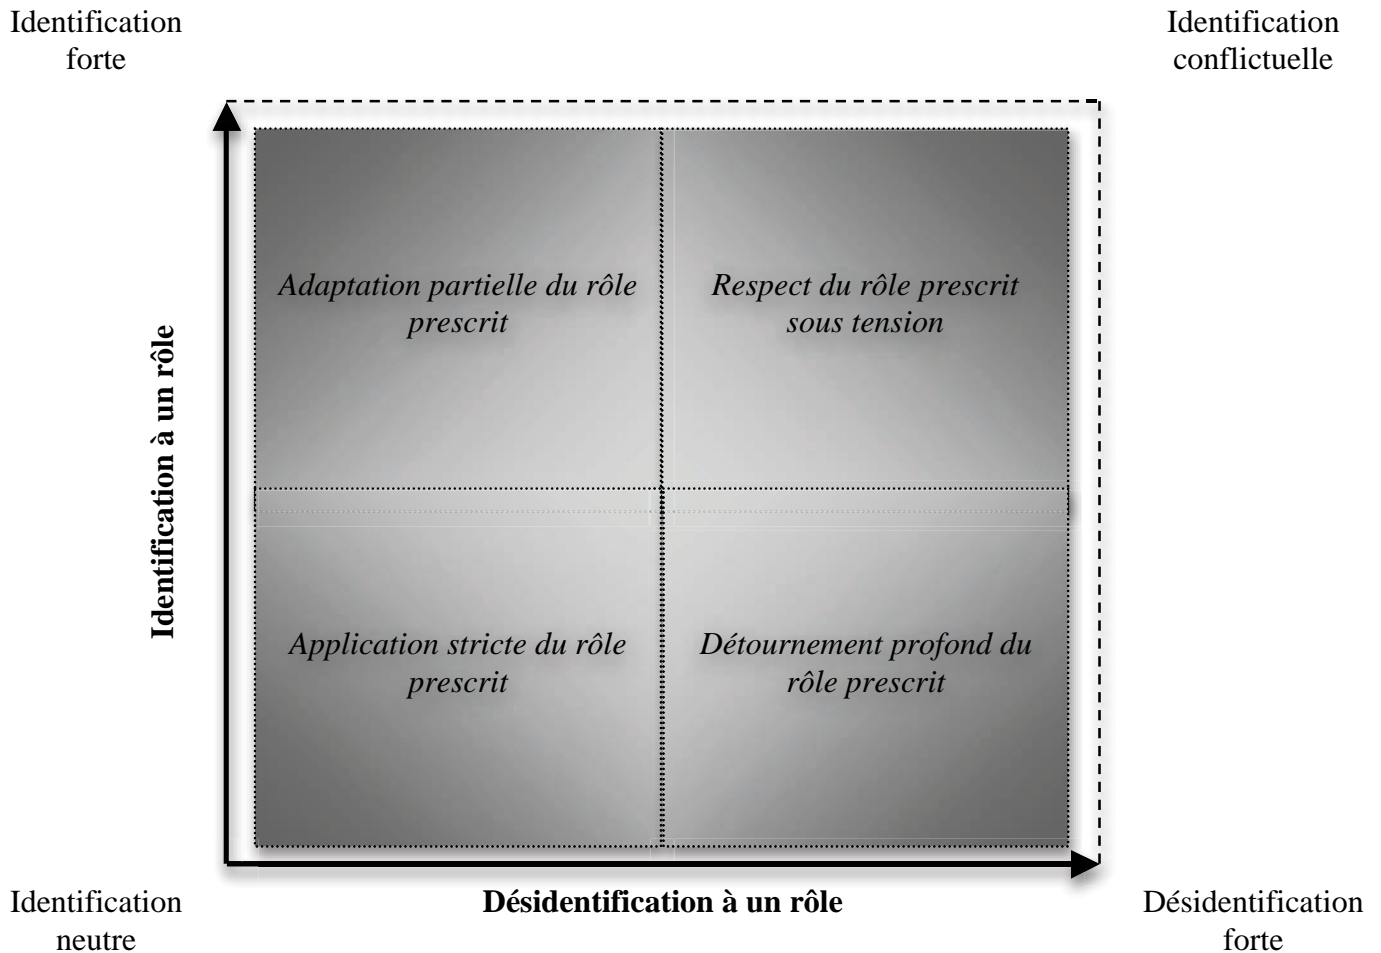 Identification
forte
Identification
conflictuelle
Adaptation partielle du rôle
prescrit
Respect du rôle prescrit
sous tension
Identification à un rôle
Application stricte du rôle
prescrit
Détournement profond du
rôle prescrit
Identification
neutre
Désidentification à un rôle
Désidentification
forte